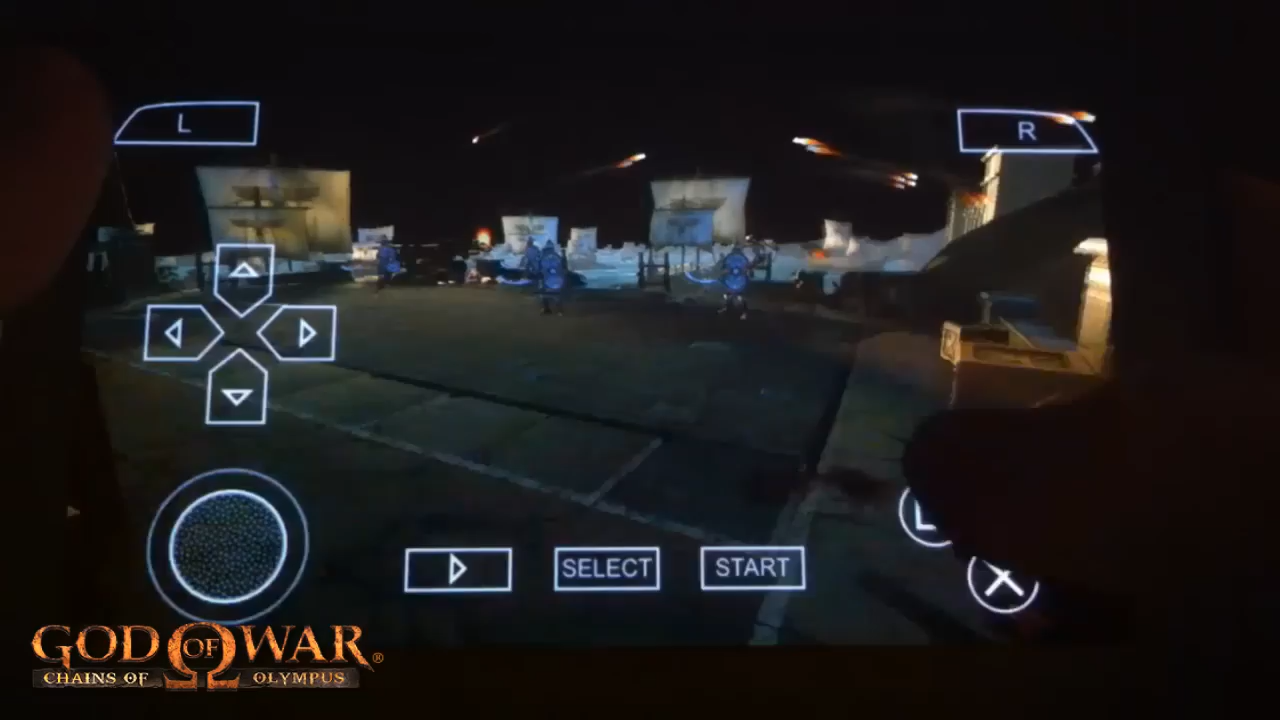 L
R
SELECT
START
GOD OF WAR®
CHAINS OF OLYMPUS